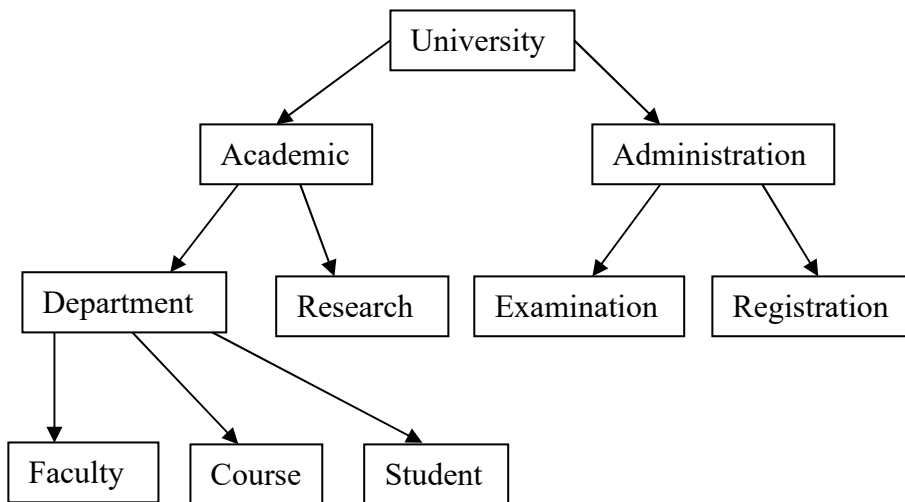 University
Academic
Administration
Department
Research
Examination
Registration
Faculty
Course
Student